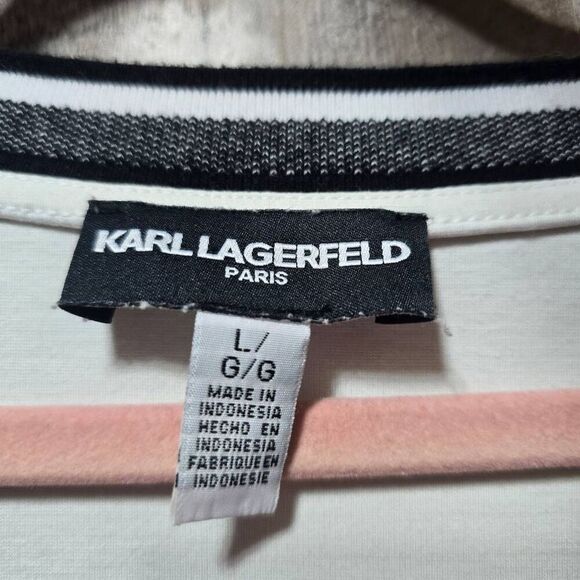 KARL LAGERFELD
PARIS
L/
G/G
MADE IN
INDONESIA
HECHO EN
INDONESIA
FABRIQUE EN
INDONESIE